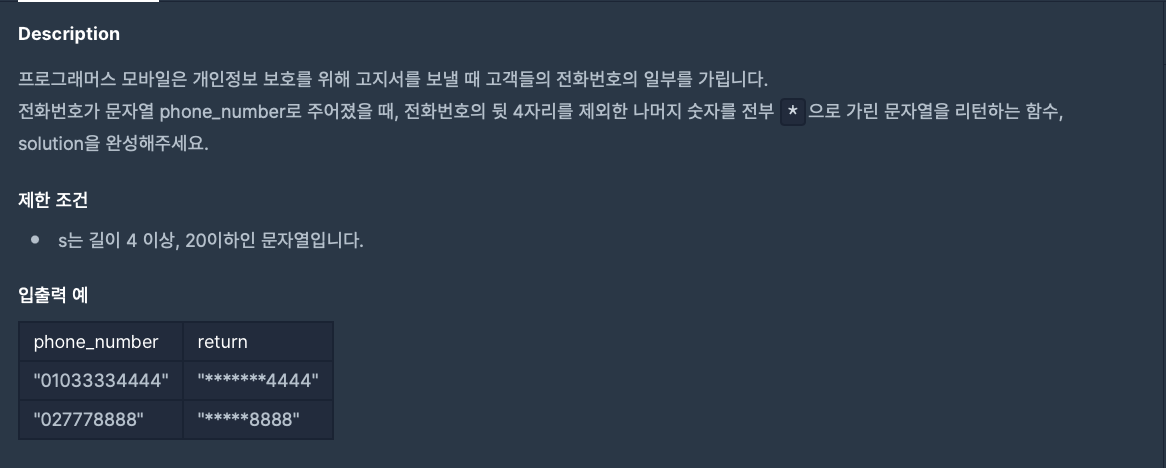 Description
프로그래머스 모바일은 개인정보 보호를 위해 고지서를 보낼 때 고객들의 전화번호의 일부를 가립니다.
전화번호가 문자열 phone_number로 주어졌을 때, 전화번호의 뒷 4자리를 제외한 나머지 숫자를 전부 * 으로 가린 문자열을 리턴하는 함수,
solution을 완성해주세요.
제한 조건
• s는 길이 4 이상, 20이하인 문자열입니다.
입출력 예
phone_number return
"01033334444" "*******4444"
"027778888" "*****8888"